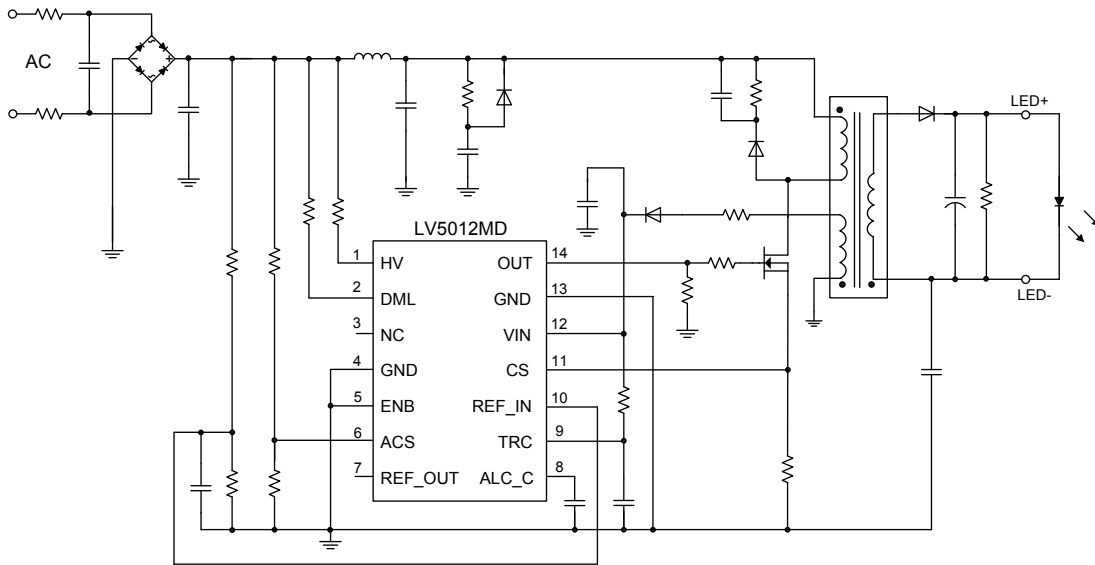 AC
LED+
LED-
LV5012MD
1 HV
2 DML
3 NC
4 GND
5 ENB
6 ACS
7 REF_OUT
OUT 14
GND 13
VIN 12
CS 11
REF_IN 10
TRC 9
ALC_C 8